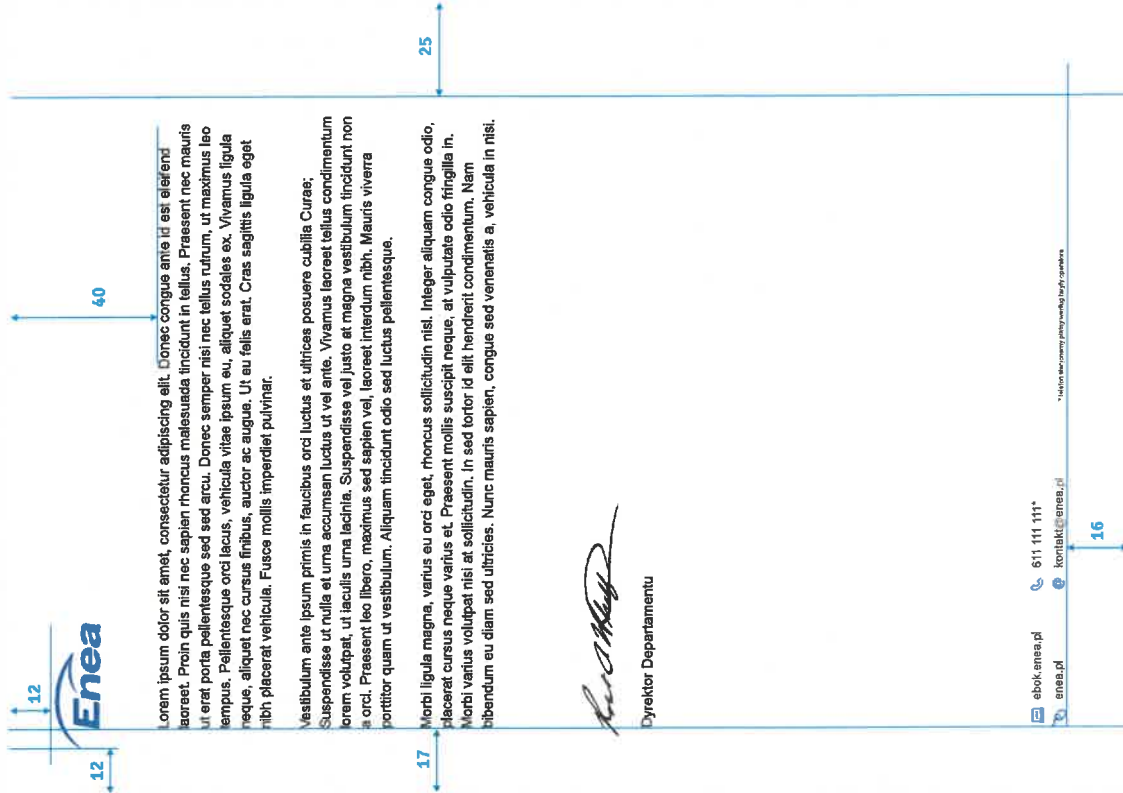 12
12
Enea
40
Lorem ipsum dolor sit amet, consectetur adipiscing elit. Donec congue ante id est eleifend
laoreet. Proin quis nisi nec sapien rhoncus malesuada tincidunt in tellus. Praesent nec mauris
ut erat porta pellentesque sed sed arcu. Donec semper nisi nec tellus rutrum, ut maximus leo
tempus. Pellentesque orci lacus, vehicula vitae ipsum eu, aliquet sodales ex. Vivamus ligula
neque, aliquet nec cursus finibus, auctor ac augue. Ut eu felis erat. Cras sagittis ligula eget
nibh placerat vehicula. Fusce mollis imperdiet pulvinar.
Vestibulum ante ipsum primis in faucibus orci luctus et ultrices posuere cubilia Curae;
Suspendisse ut nulla et urna accumsan luctus ut vel ante. Vivamus laoreet tellus condimentum
lorem volutpat, ut iaculis urna lacinia. Suspendisse vel justo at magna vestibulum tincidunt non
a orci. Praesent leo libero, maximus sed sapien vel, laoreet interdum nibh. Mauris viverra
porttitor quam ut vestibulum. Aliquam tincidunt odio sed luctus pellentesque.
17
25
Morbi ligula magna, varius eu orci eget, rhoncus sollicitudin nisl. Integer aliquam congue odio,
placerat cursus neque varius et. Praesent mollis suscipit neque, at vulputate odio fringilla in.
Morbi varius volutpat nisi at sollicitudin. In sed tortor id elit hendrerit condimentum. Nam
bibendum eu diam sed ultricies. Nunc mauris sapien, congue sed venenatis a, vehicula in nisi.
Dyrektor Departamentu
ebok.enea.pl 611 111 111*
enea.pl kontakt@enea.pl
16